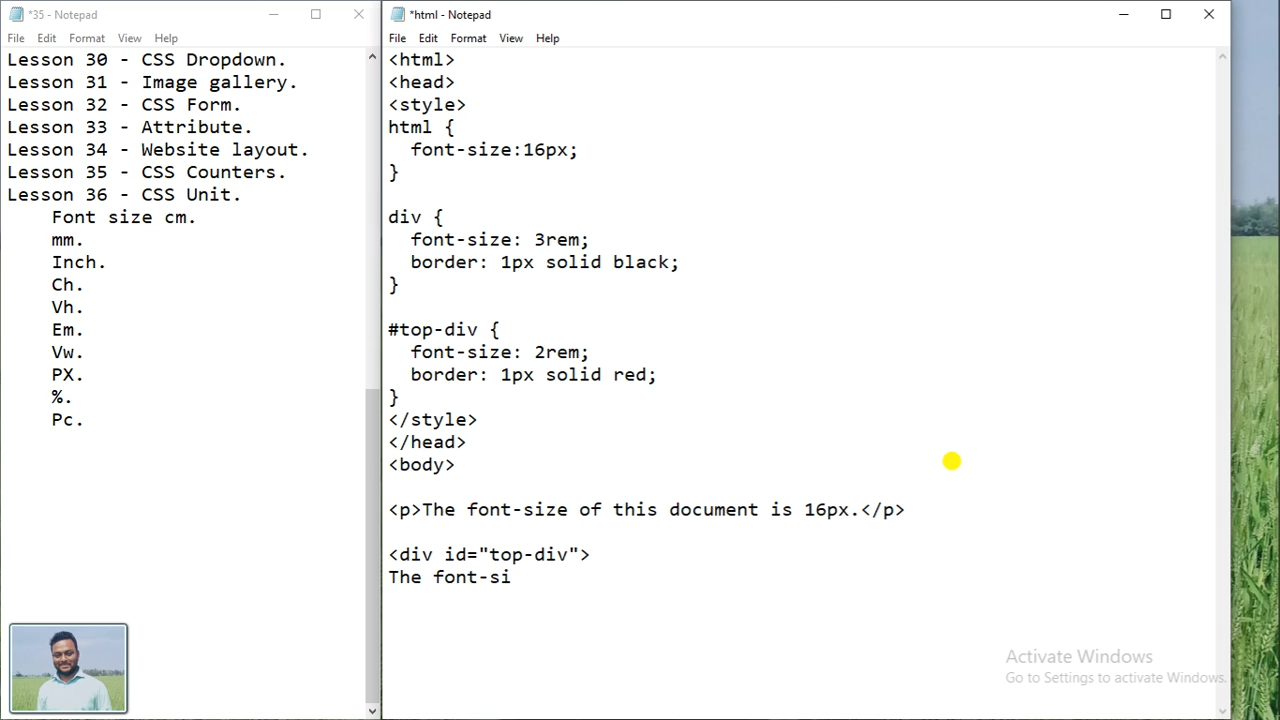 *35 - Notepad
File Edit Format View Help
Lesson 30 - CSS Dropdown.
Lesson 31 - Image gallery.
Lesson 32 - CSS Form.
Lesson 33 - Attribute.
Lesson 34 - Website layout.
Lesson 35 - CSS Counters.
Lesson 36 - CSS Unit.
Font size cm.
mm.
Inch.
Ch.
Vh.
Em.
Vw.
PX.
%.
Pc.
*html - Notepad
File Edit Format View Help
<html>
<head>
<style>
html {
  font-size:16px;
}

div {
  font-size: 3rem;
  border: 1px solid black;
}

#top-div {
  font-size: 2rem;
  border: 1px solid red;
}
</style>
</head>
<body>

<p>The font-size of this document is 16px.</p>

<div id="top-div">
The font-si
Activate Windows
Go to Settings to activate Windows.